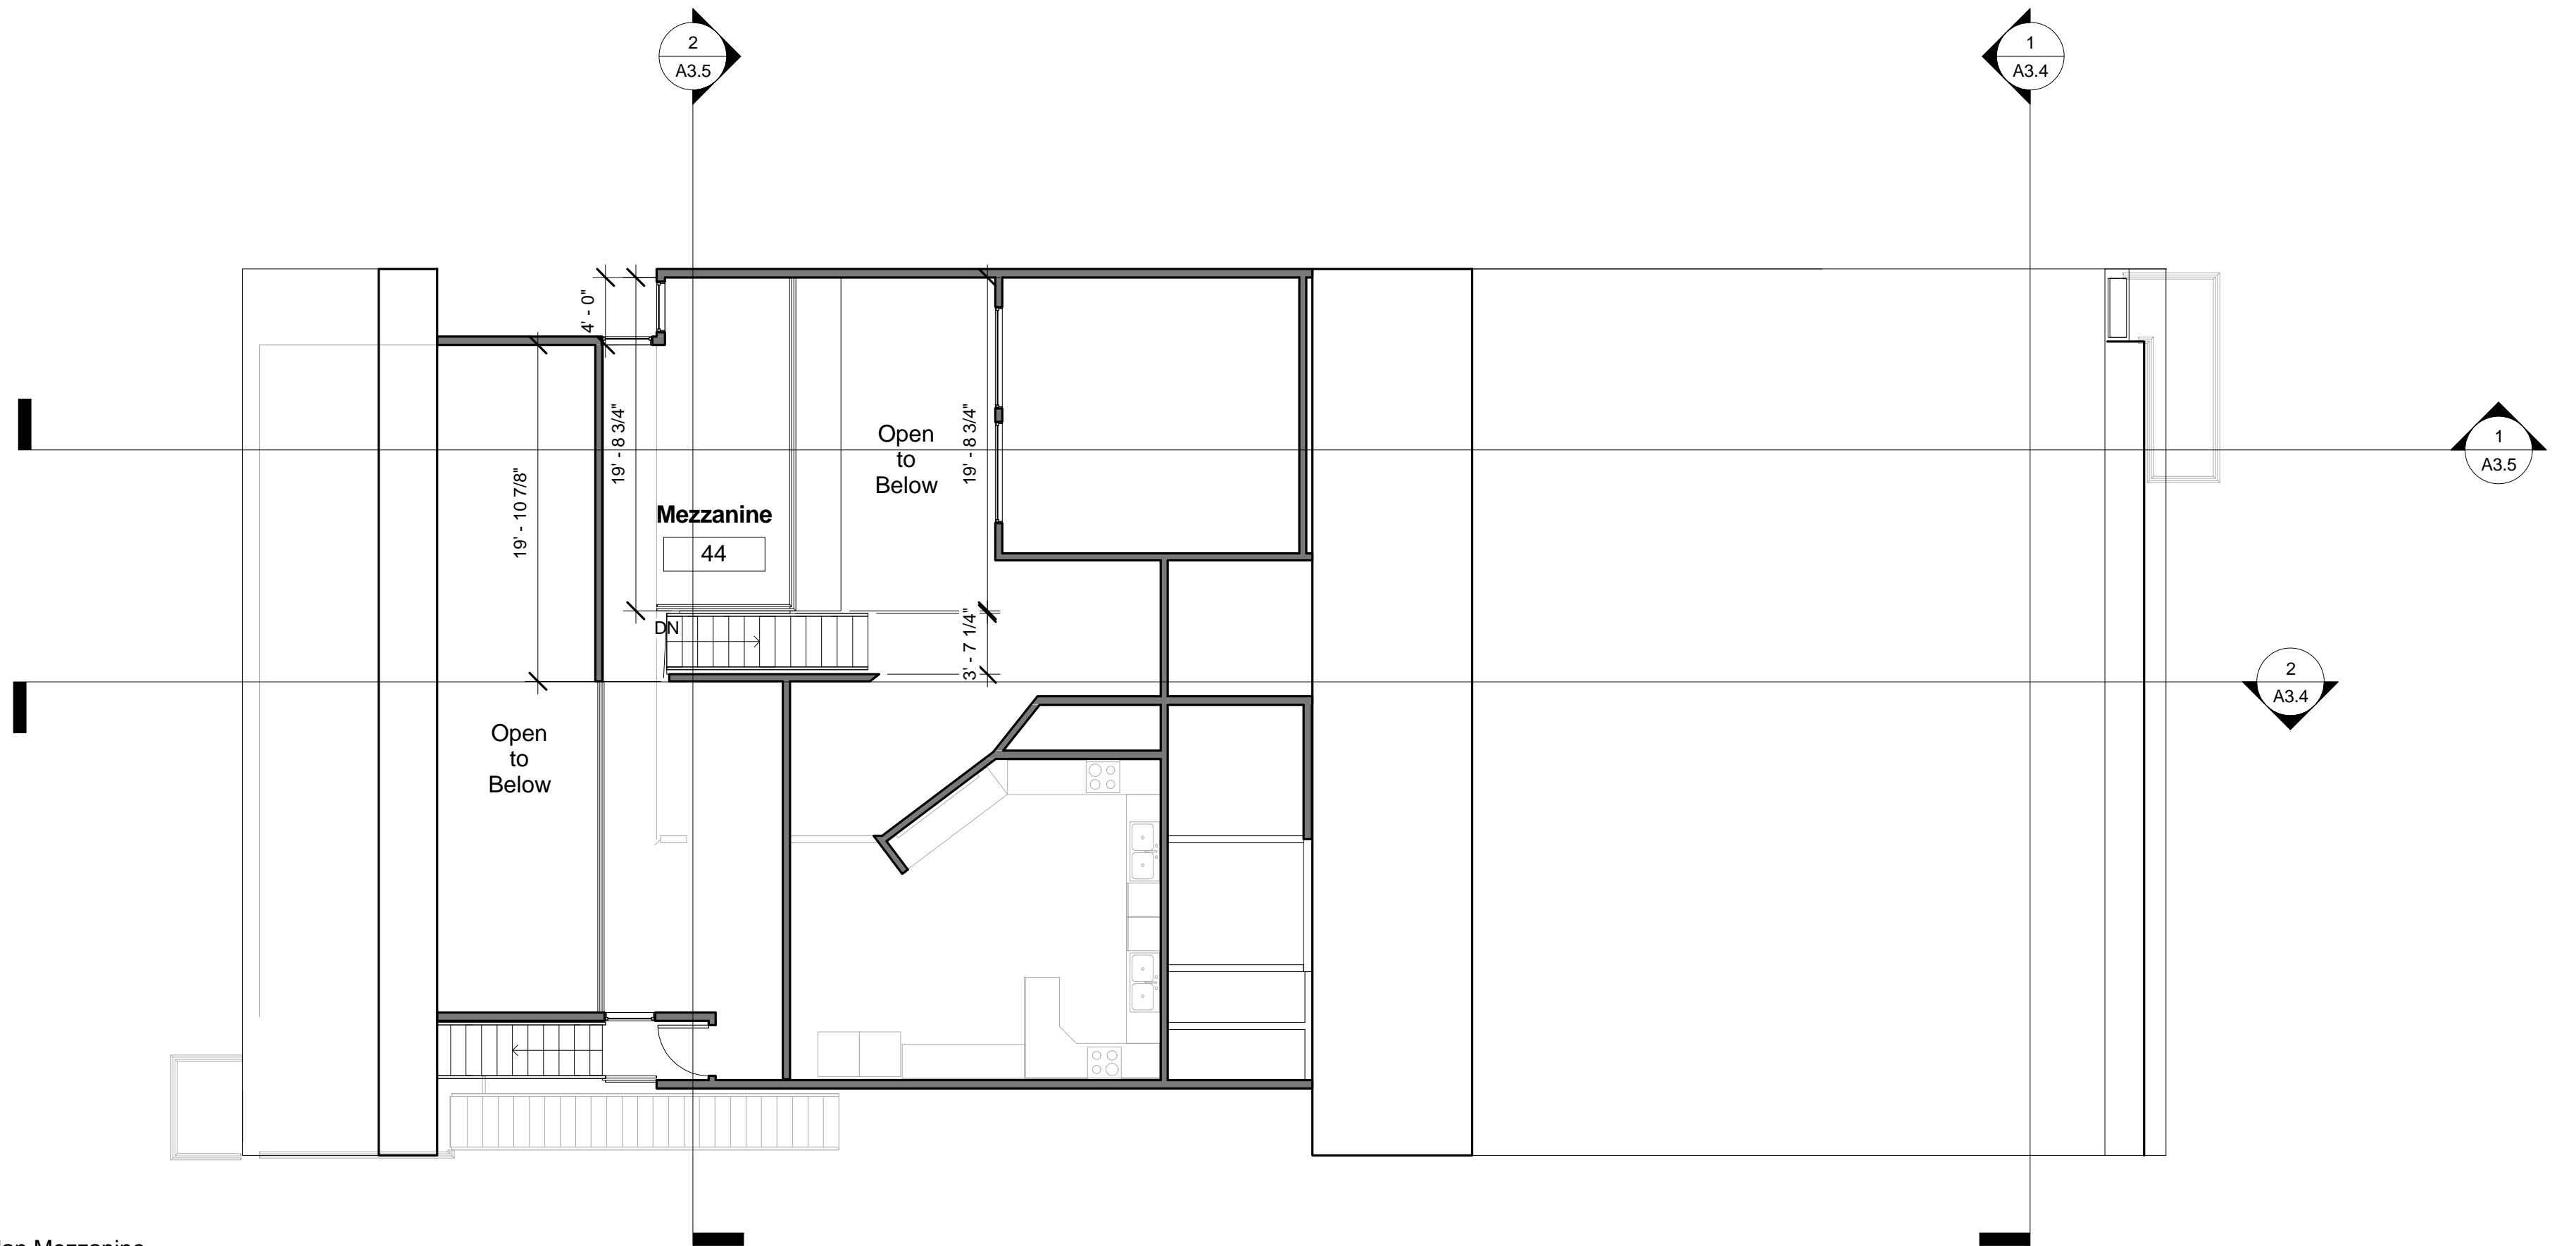 2
A3.5
1
A3.4
4' - 0"
19' - 8 3/4"
19' - 8 3/4"
19' - 10 7/8"
Open
to
Below
1
A3.5
Mezzanine
44
DN
3' - 7 1/4"
2
A3.4
Open
to
Below
Mezzanine